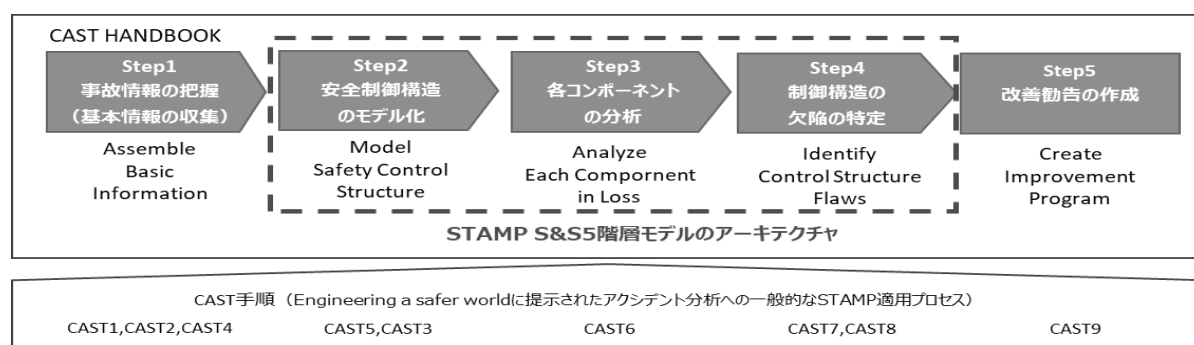 CAST HANDBOOK
Step1
事故情報の把握
（基本情報の収集）
Assemble
Basic
Information
Step2
安全制御構造
のモデル化
Model
Safety Control
Structure
Step3
各コンポーネント
の分析
Analyze
Each Compornent
in Loss
Step4
制御構造の
欠陥の特定
Identify
Control Structure
Flaws
Step5
改善勧告の作成
Create
Improvement
Program
STAMP S&S5階層モデルのアーキテクチャ
CAST手順（Engineering a safer worldに提示されたアクシデント分析への一般的なSTAMP適用プロセス）
CAST1,CAST2,CAST4
CAST5,CAST3
CAST6
CAST7,CAST8
CAST9